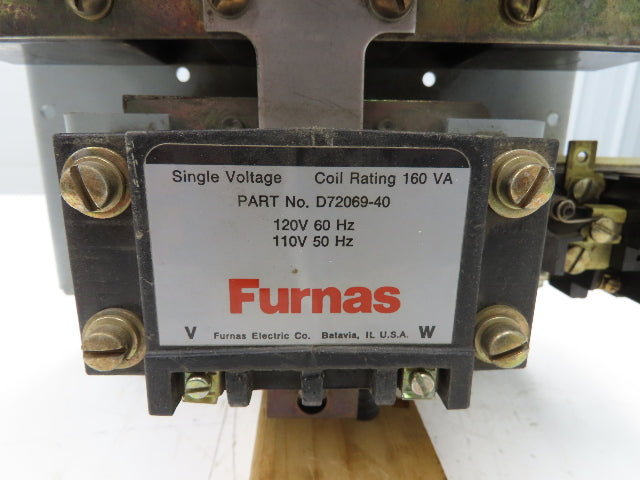 Single Voltage Coil Rating 160 VA
PART No. D72069-40
120V 60 Hz
110V 50 Hz
Furnas
V Furnas Electric Co. Batavia, IL U.S.A. W